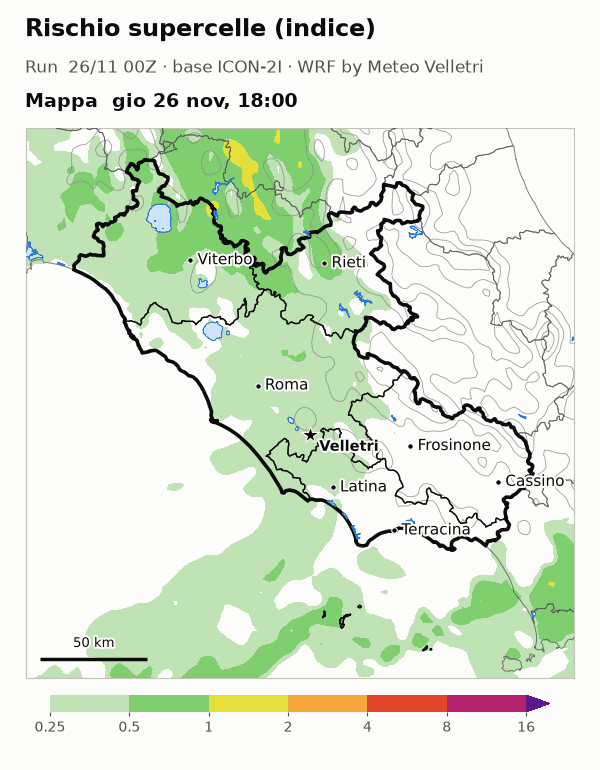 Rischio supercelle (indice)
Run  26/11 00Z · base ICON-2I · WRF by Meteo Velletri
Mappa  gio 26 nov, 18:00
Viterbo
Rieti
Roma
Velletri
Frosinone
Cassino
Latina
Terracina
50 km
0.25 0.5 1 2 4 8 16